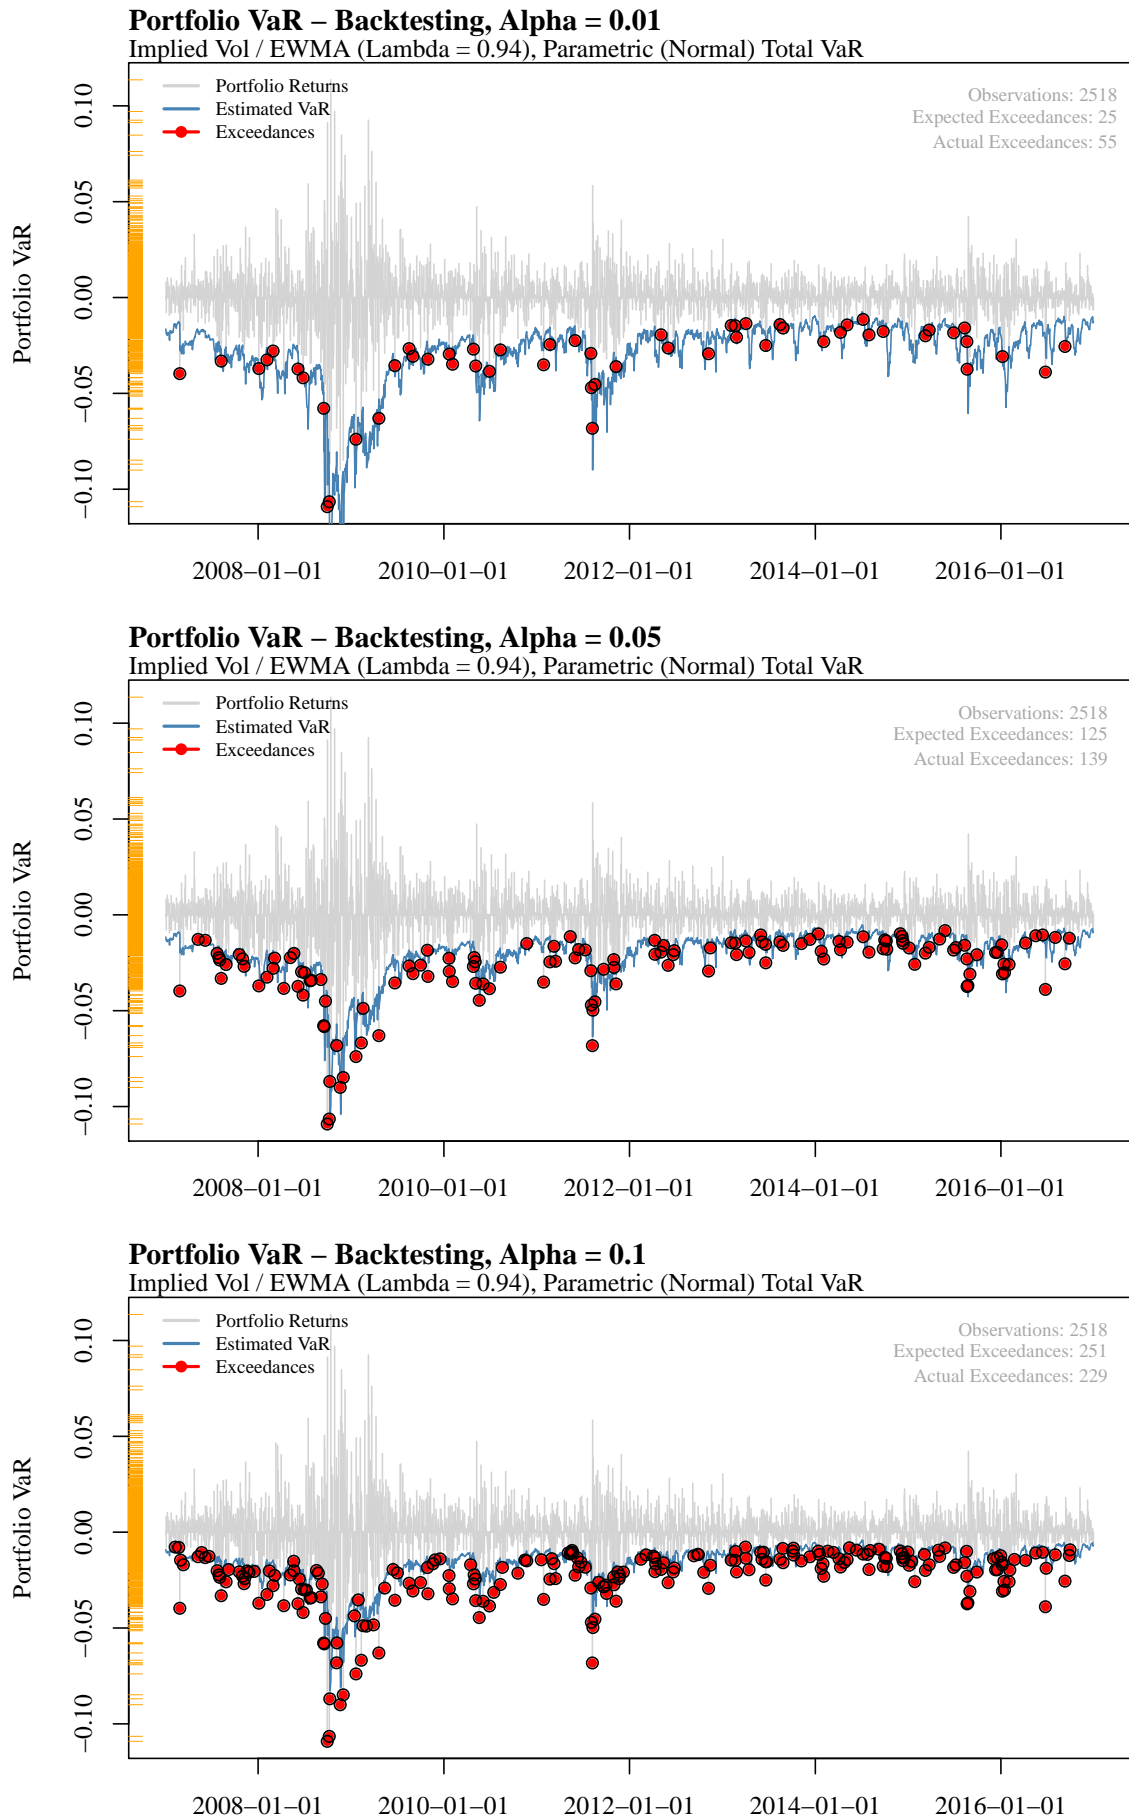 Portfolio VaR – Backtesting, Alpha = 0.01
Implied Vol / EWMA (Lambda = 0.94), Parametric (Normal) Total VaR
Portfolio Returns
Estimated VaR
Exceedances
Observations: 2518
Expected Exceedances: 25
Actual Exceedances: 55
Portfolio VaR
0.10
0.05
0.00
−0.05
−0.10
2008−01−01 2010−01−01 2012−01−01 2014−01−01 2016−01−01
Portfolio VaR – Backtesting, Alpha = 0.05
Implied Vol / EWMA (Lambda = 0.94), Parametric (Normal) Total VaR
Portfolio Returns
Estimated VaR
Exceedances
Observations: 2518
Expected Exceedances: 125
Actual Exceedances: 139
Portfolio VaR
0.10
0.05
0.00
−0.05
−0.10
2008−01−01 2010−01−01 2012−01−01 2014−01−01 2016−01−01
Portfolio VaR – Backtesting, Alpha = 0.1
Implied Vol / EWMA (Lambda = 0.94), Parametric (Normal) Total VaR
Portfolio Returns
Estimated VaR
Exceedances
Observations: 2518
Expected Exceedances: 251
Actual Exceedances: 229
Portfolio VaR
0.10
0.05
0.00
−0.05
−0.10
2008−01−01 2010−01−01 2012−01−01 2014−01−01 2016−01−01